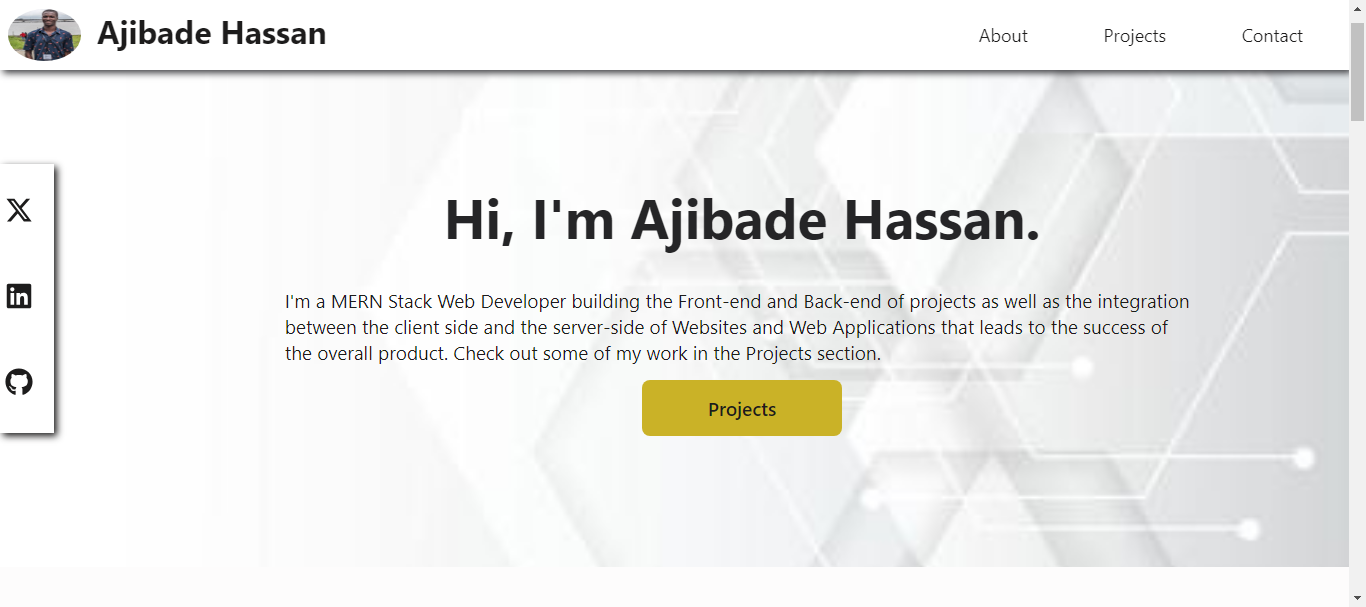 Ajibade Hassan
About
Projects
Contact
Hi, I'm Ajibade Hassan.
I'm a MERN Stack Web Developer building the Front-end and Back-end of projects as well as the integration
between the client side and the server-side of Websites and Web Applications that leads to the success of
the overall product. Check out some of my work in the Projects section.
Projects